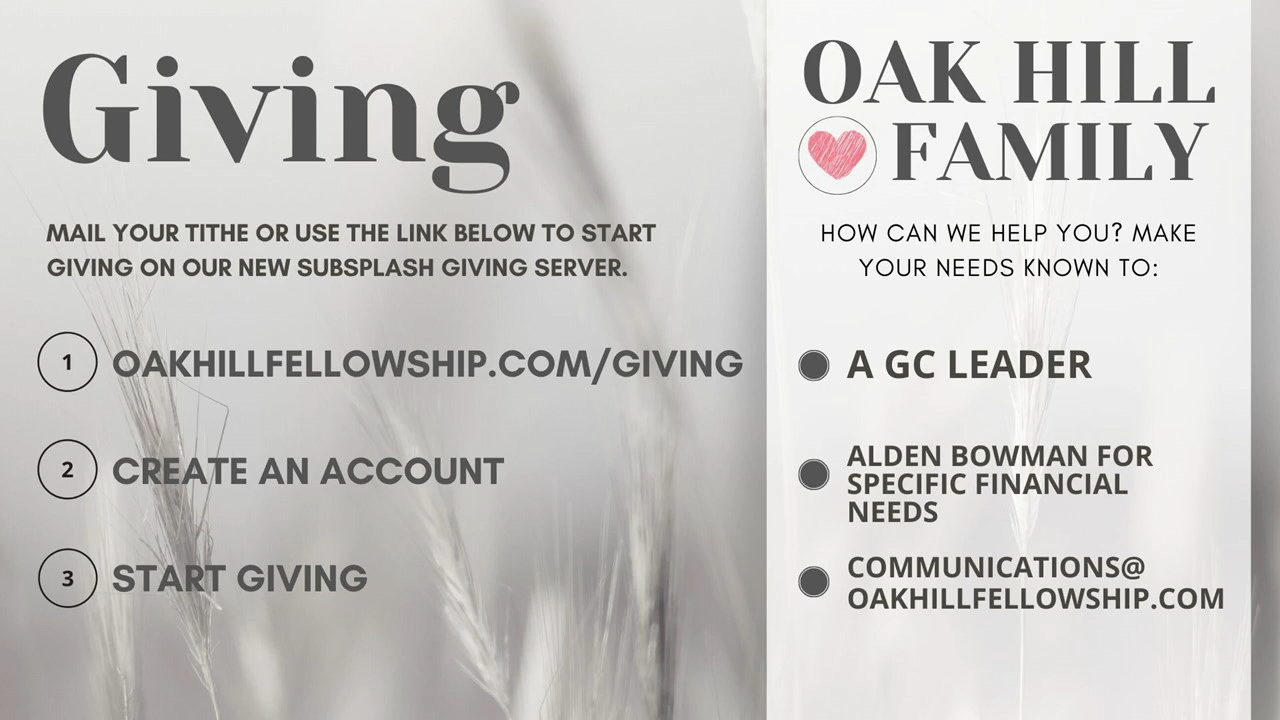 Giving
MAIL YOUR TITHE OR USE THE LINK BELOW TO START
GIVING ON OUR NEW SUBSPLASH GIVING SERVER.
1 OAKHILLFELLOWSHIP.COM/GIVING
2 CREATE AN ACCOUNT
3 START GIVING
OAK HILL
FAMILY
HOW CAN WE HELP YOU? MAKE
YOUR NEEDS KNOWN TO:
A GC LEADER
ALDEN BOWMAN FOR
SPECIFIC FINANCIAL
NEEDS
COMMUNICATIONS@
OAKHILLFELLOWSHIP.COM